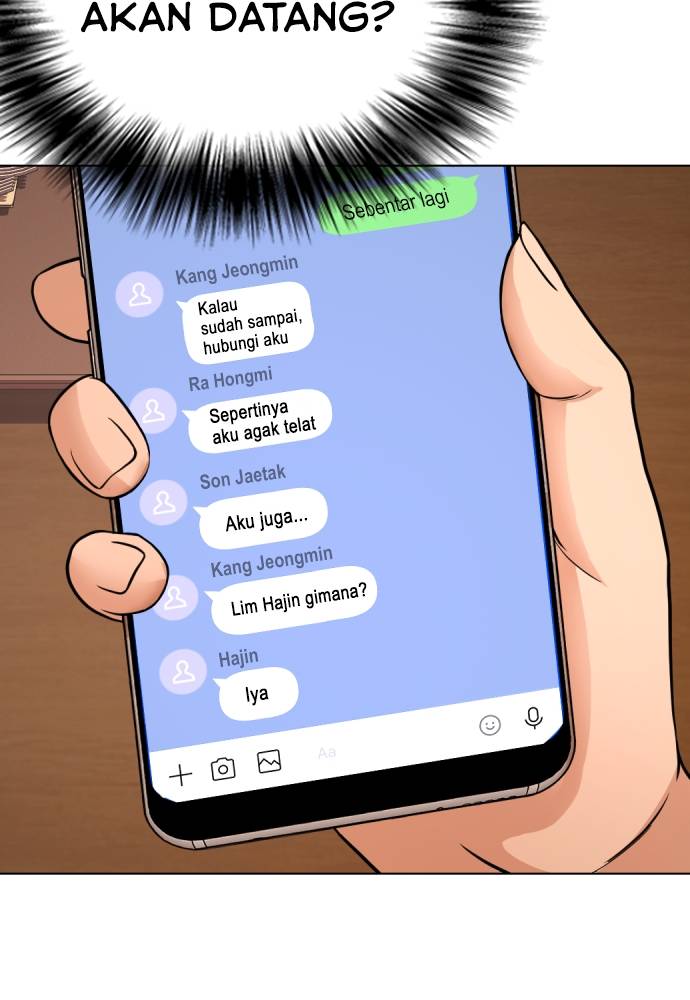 AKAN DATANG?
Sebentar lagi
Kang Jeongmin
Kalau
sudah sampai,
hubungi aku
Ra Hongmi
Sepertinya
aku agak telat
Son Jaetak
Aku juga...
Kang Jeongmin
Lim Hajin gimana?
Hajin
Iya
Aa